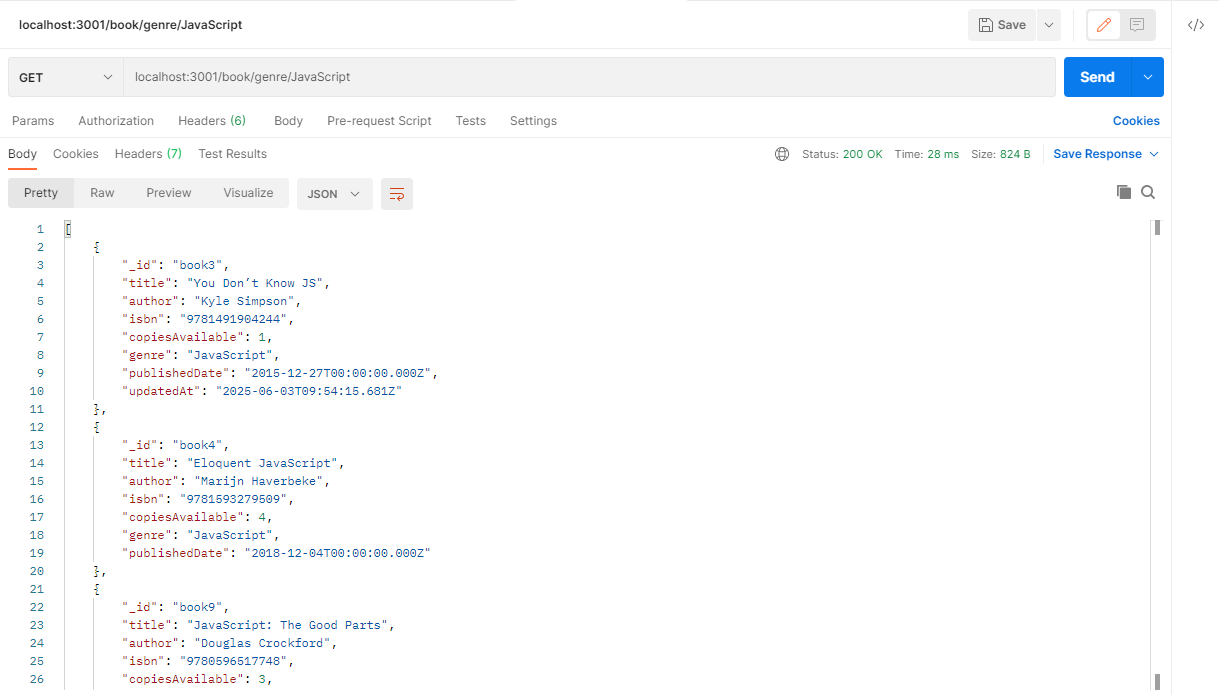 localhost:3001/book/genre/JavaScript
Save
GET
localhost:3001/book/genre/JavaScript
Send
Params Authorization Headers (6) Body Pre-request Script Tests Settings Cookies
Body Cookies Headers (7) Test Results Status: 200 OK Time: 28 ms Size: 824 B Save Response
Pretty Raw Preview Visualize JSON
1 [
2 {
3 "_id": "book3",
4 "title": "You Don’t Know JS",
5 "author": "Kyle Simpson",
6 "isbn": "9781491904244",
7 "copiesAvailable": 1,
8 "genre": "JavaScript",
9 "publishedDate": "2015-12-27T00:00:00.000Z",
10 "updatedAt": "2025-06-03T09:54:15.681Z"
11 },
12 {
13 "_id": "book4",
14 "title": "Eloquent JavaScript",
15 "author": "Marijn Haverbeke",
16 "isbn": "9781593279509",
17 "copiesAvailable": 4,
18 "genre": "JavaScript",
19 "publishedDate": "2018-12-04T00:00:00.000Z"
20 },
21 {
22 "_id": "book9",
23 "title": "JavaScript: The Good Parts",
24 "author": "Douglas Crockford",
25 "isbn": "9780596517748",
26 "copiesAvailable": 3,